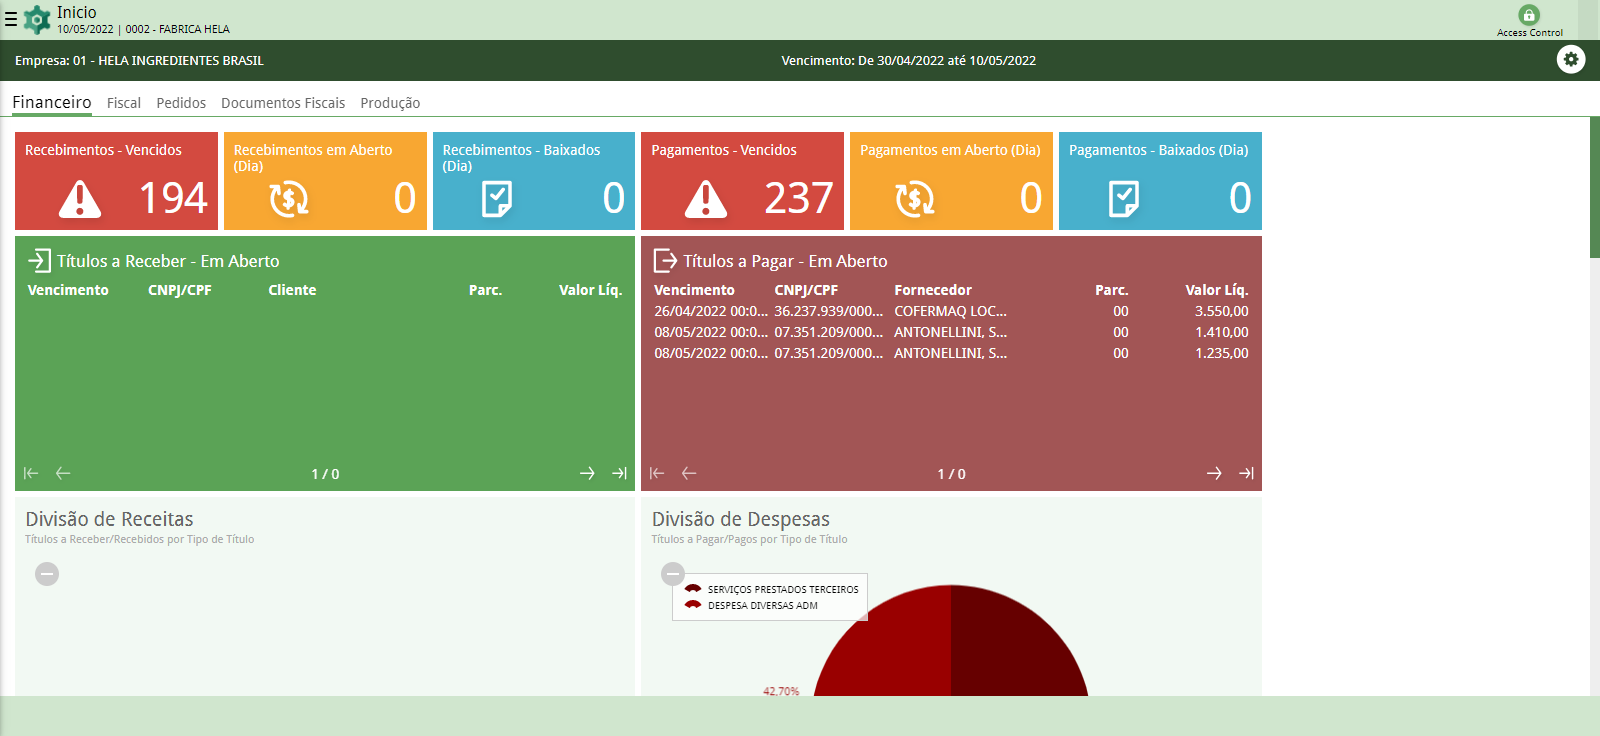 Inicio
10/05/2022 | 0002 - FABRICA HELA
Access Control
Empresa: 01 - HELA INGREDIENTES BRASIL
Vencimento: De 30/04/2022 até 10/05/2022
Financeiro Fiscal Pedidos Documentos Fiscais Produção
Recebimentos - Vencidos
194
Recebimentos em Aberto
(Dia)
0
Recebimentos - Baixados
(Dia)
0
Pagamentos - Vencidos
237
Pagamentos em Aberto (Dia)
0
Pagamentos - Baixados (Dia)
0
Títulos a Receber - Em Aberto
Vencimento CNPJ/CPF Cliente Parc. Valor Líq.
1 / 0
Títulos a Pagar - Em Aberto
Vencimento CNPJ/CPF Fornecedor Parc. Valor Líq.
26/04/2022 00:0... 36.237.939/000... COFERMAQ LOC... 00 3.550,00
08/05/2022 00:0... 07.351.209/000... ANTONELLINI, S... 00 1.410,00
08/05/2022 00:0... 07.351.209/000... ANTONELLINI, S... 00 1.235,00
1 / 0
Divisão de Receitas
Títulos a Receber/Recebidos por Tipo de Título
Divisão de Despesas
Títulos a Pagar/Pagos por Tipo de Título
SERVIÇOS PRESTADOS TERCEIROS
DESPESA DIVERSAS ADM
42,70%